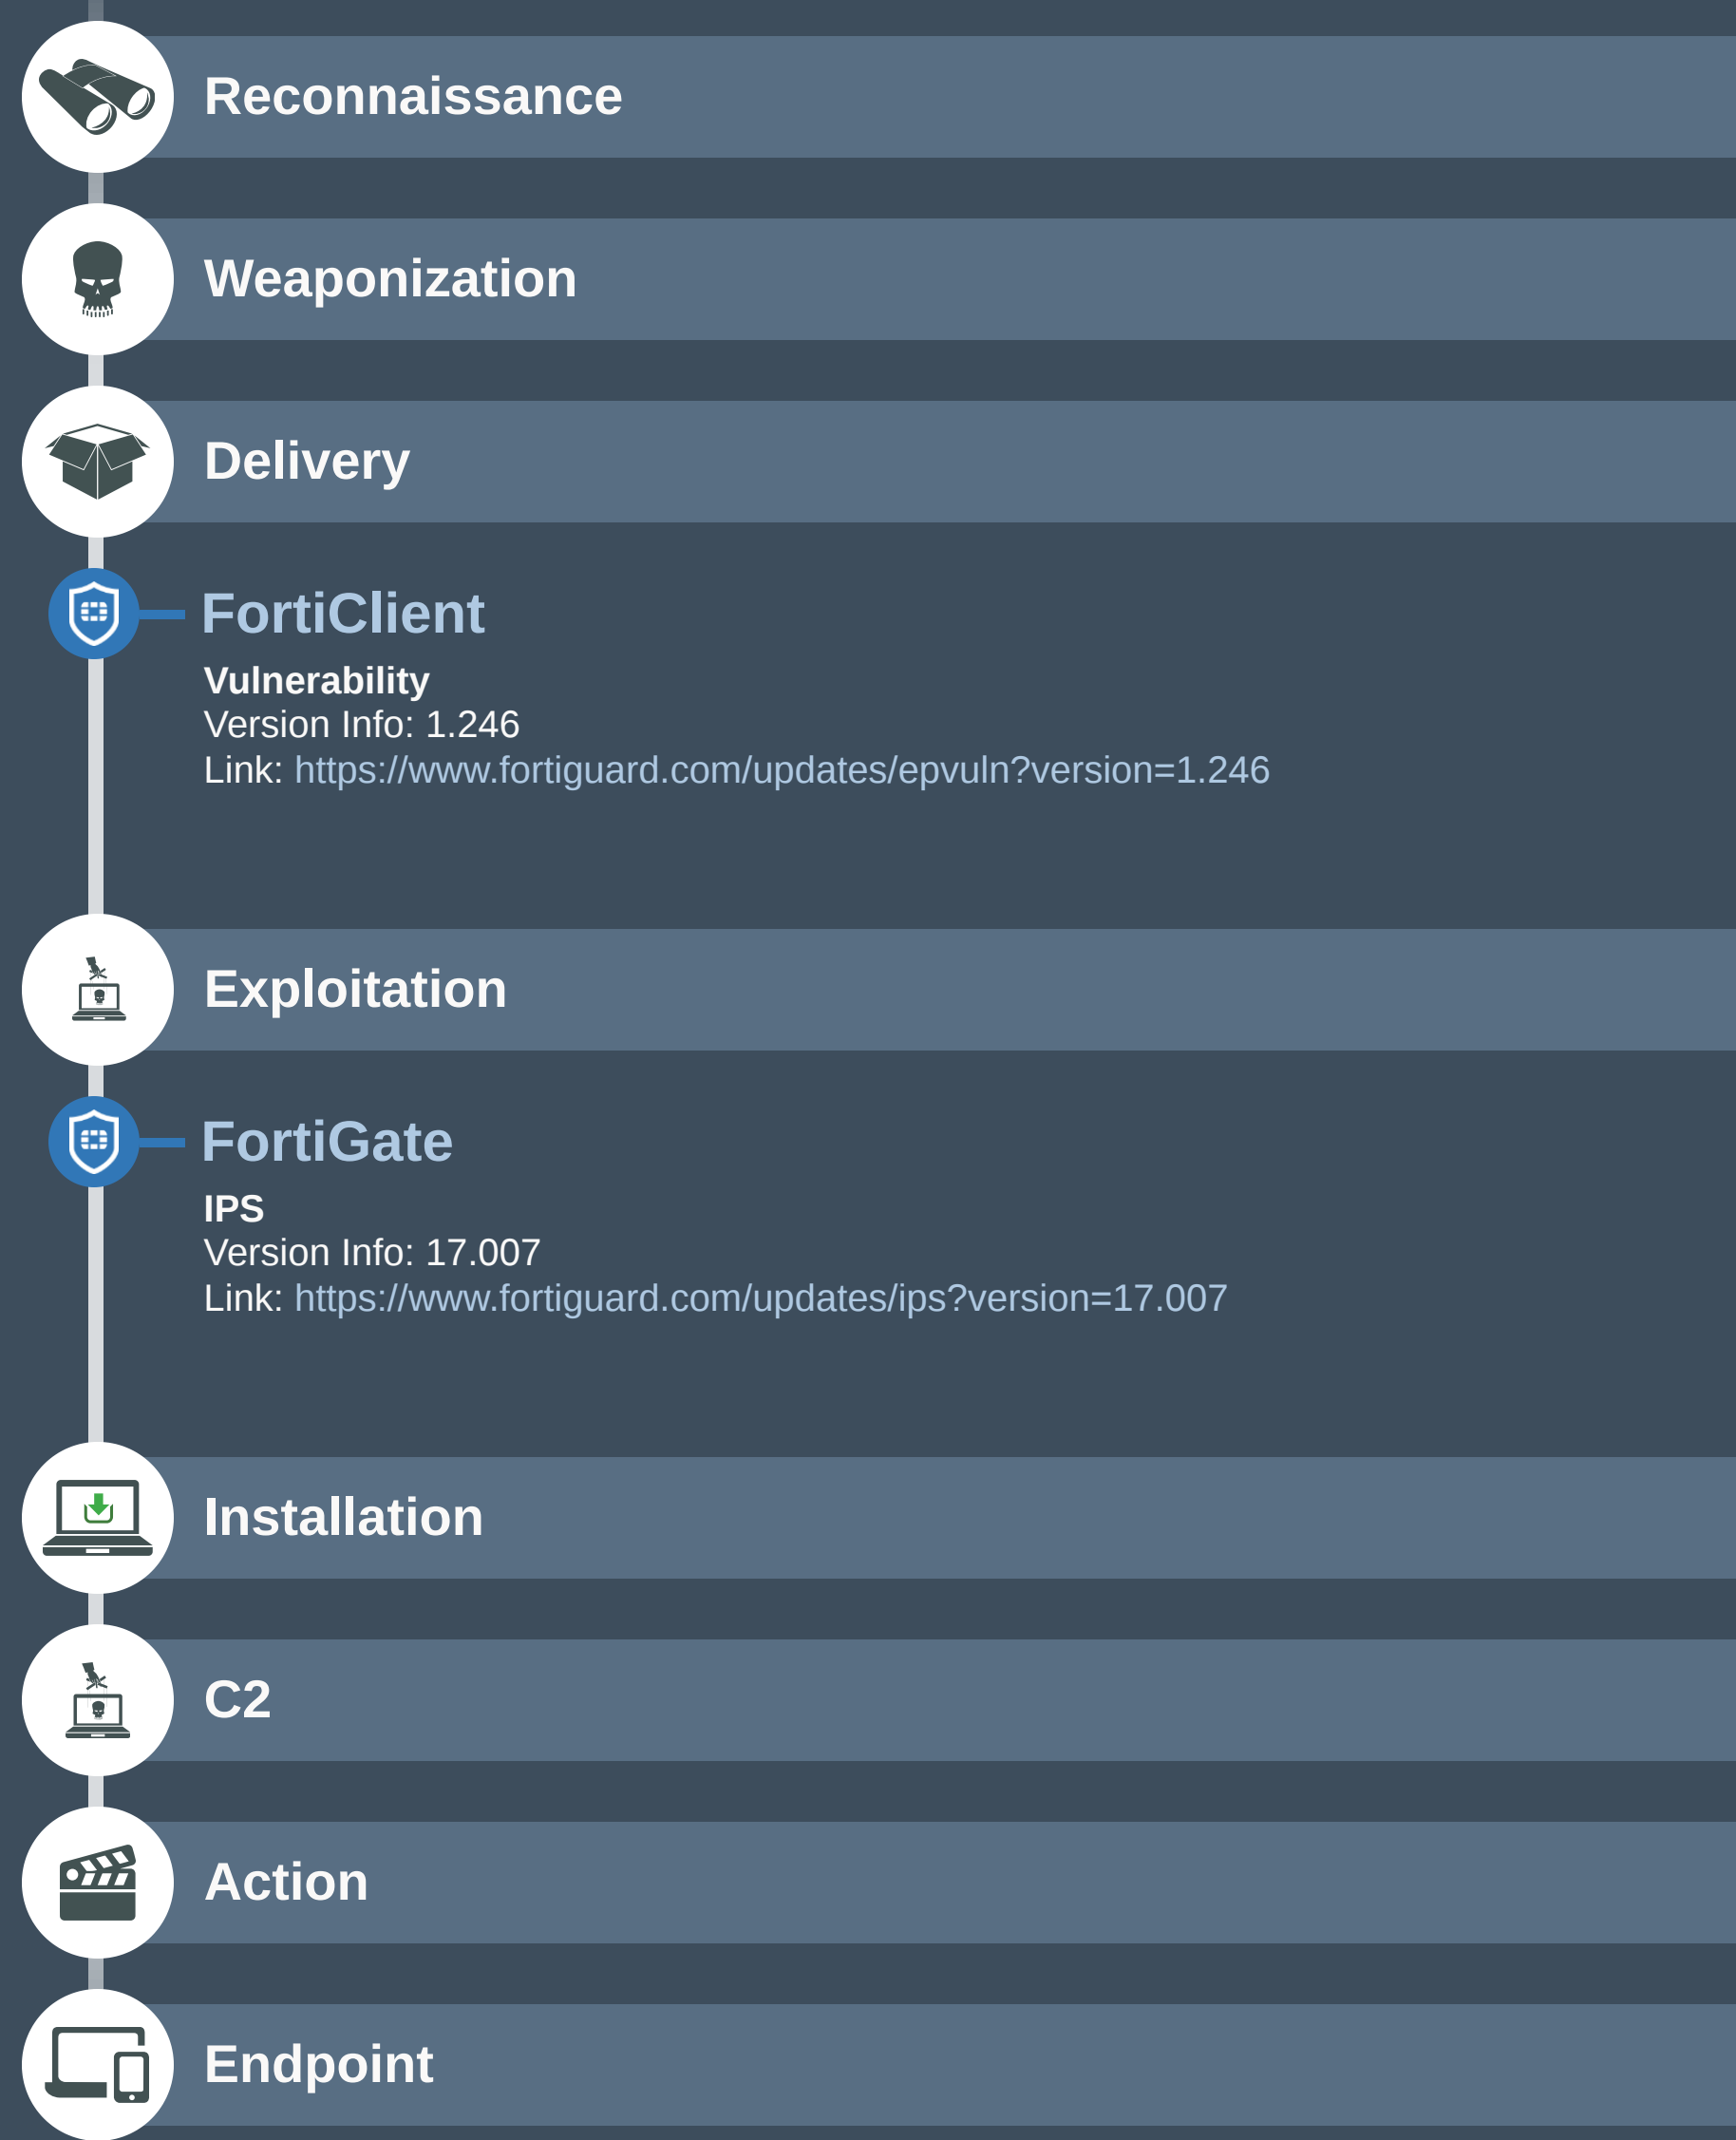 Reconnaissance
Weaponization
Delivery
FortiClient
Vulnerability
Version Info: 1.246
Link: https://www.fortiguard.com/updates/epvuln?version=1.246
Exploitation
FortiGate
IPS
Version Info: 17.007
Link: https://www.fortiguard.com/updates/ips?version=17.007
Installation
C2
Action
Endpoint